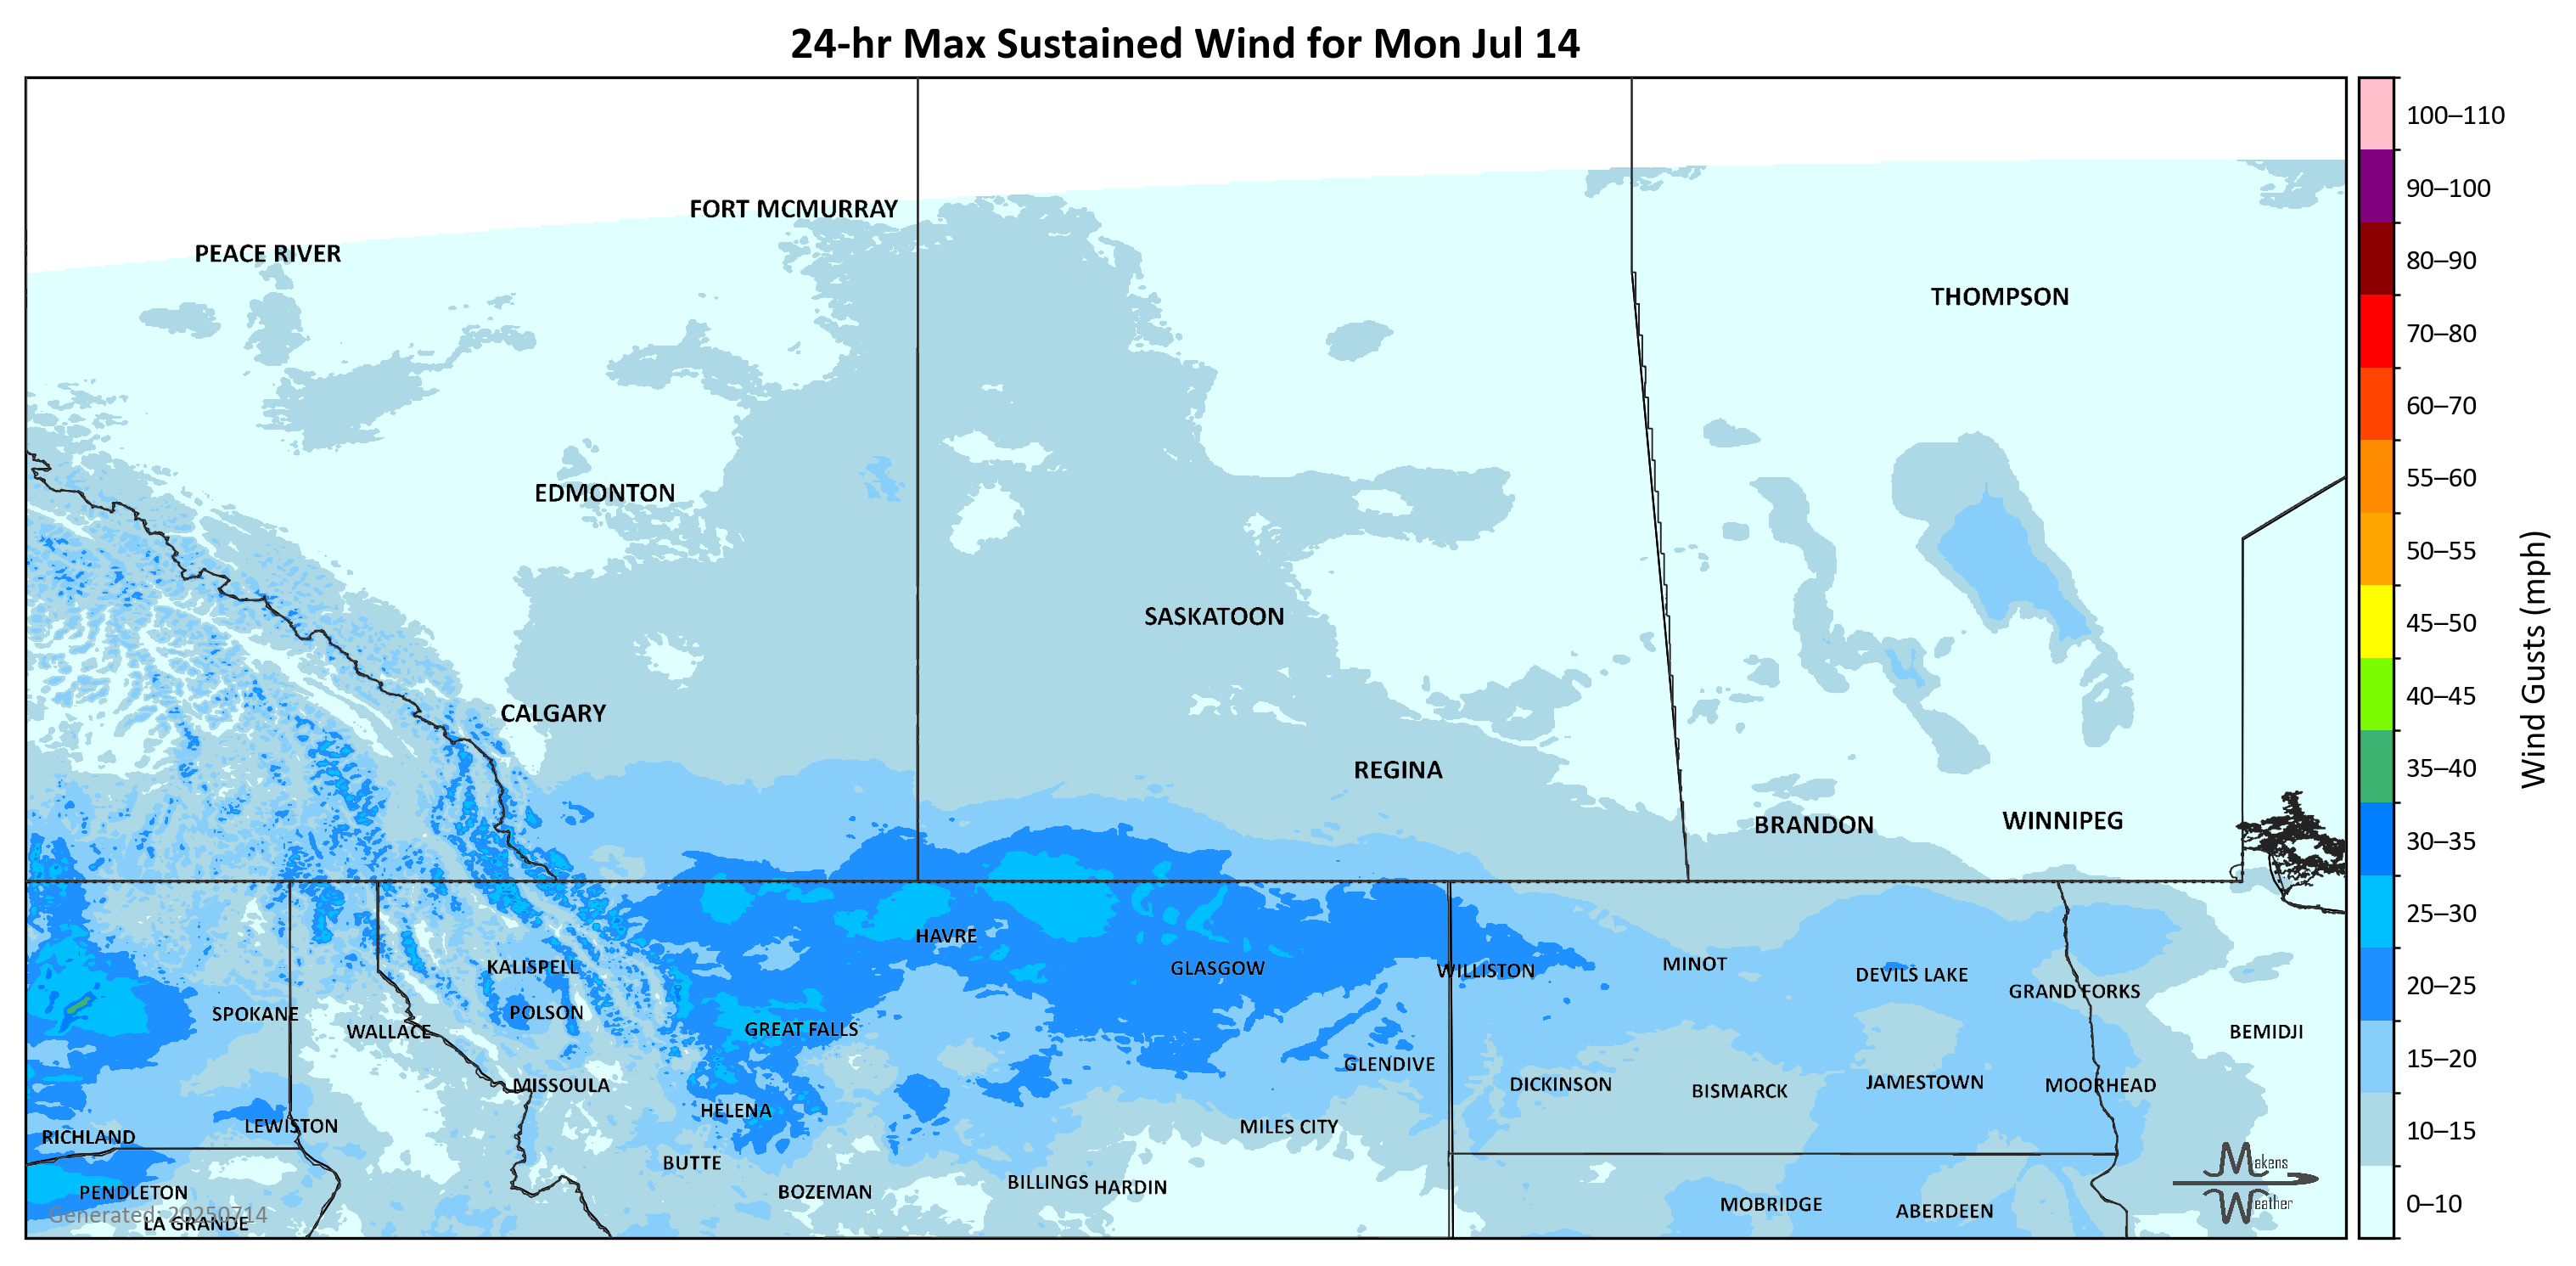 24-hr Max Sustained Wind for Mon Jul 14
100–110
FORT MCMURRAY
90–100
PEACE RIVER
80–90
THOMPSON
70–80
60–70
55–60
EDMONTON
50–55
SASKATOON
45–50
Wind Gusts (mph)
40–45
CALGARY
REGINA
35–40
BRANDON
WINNIPEG
30–35
25–30
HAVRE
KALISPELL
GLASGOW
WILLISTON
MINOT
DEVILS LAKE
20–25
GRAND FORKS
SPOKANE
POLSON
WALLACE
GREAT FALLS
BEMIDJI
15–20
GLENDIVE
MISSOULA
DICKINSON
BISMARCK
JAMESTOWN
MOORHEAD
HELENA
LEWISTON
MILES CITY
RICHLAND
10–15
BUTTE
Makens
PENDLETON
BOZEMAN
BILLINGS
HARDIN
MOBRIDGE
ABERDEEN
Weather
0–10
Generated: 20250714
LA GRANDE